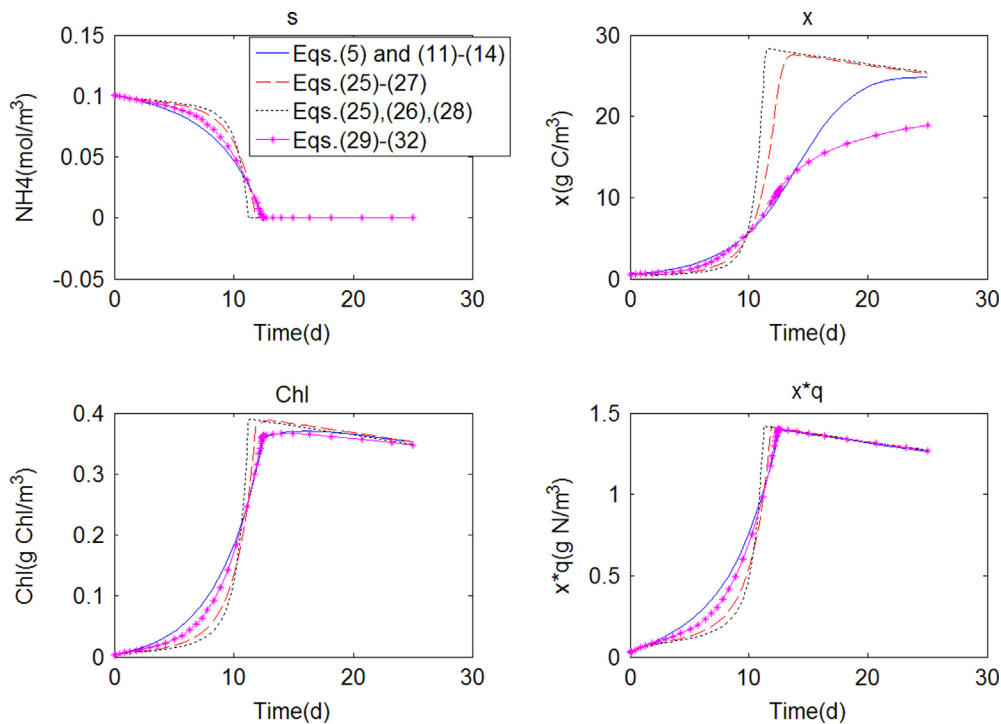 s
NH4(mol/m³)
0.15
0.1
0.05
0
-0.05
0
10
20
30
Time(d)
Eqs.(5) and (11)-(14)
Eqs.(25)-(27)
Eqs.(25),(26),(28)
Eqs.(29)-(32)
x
x(g C/m³)
30
20
10
0
0
10
20
30
Time(d)
Chl
Chl(g Chl/m³)
0.4
0.3
0.2
0.1
0
0
10
20
30
Time(d)
x*q
x*q(g N/m³)
1.5
1
0.5
0
0
10
20
30
Time(d)